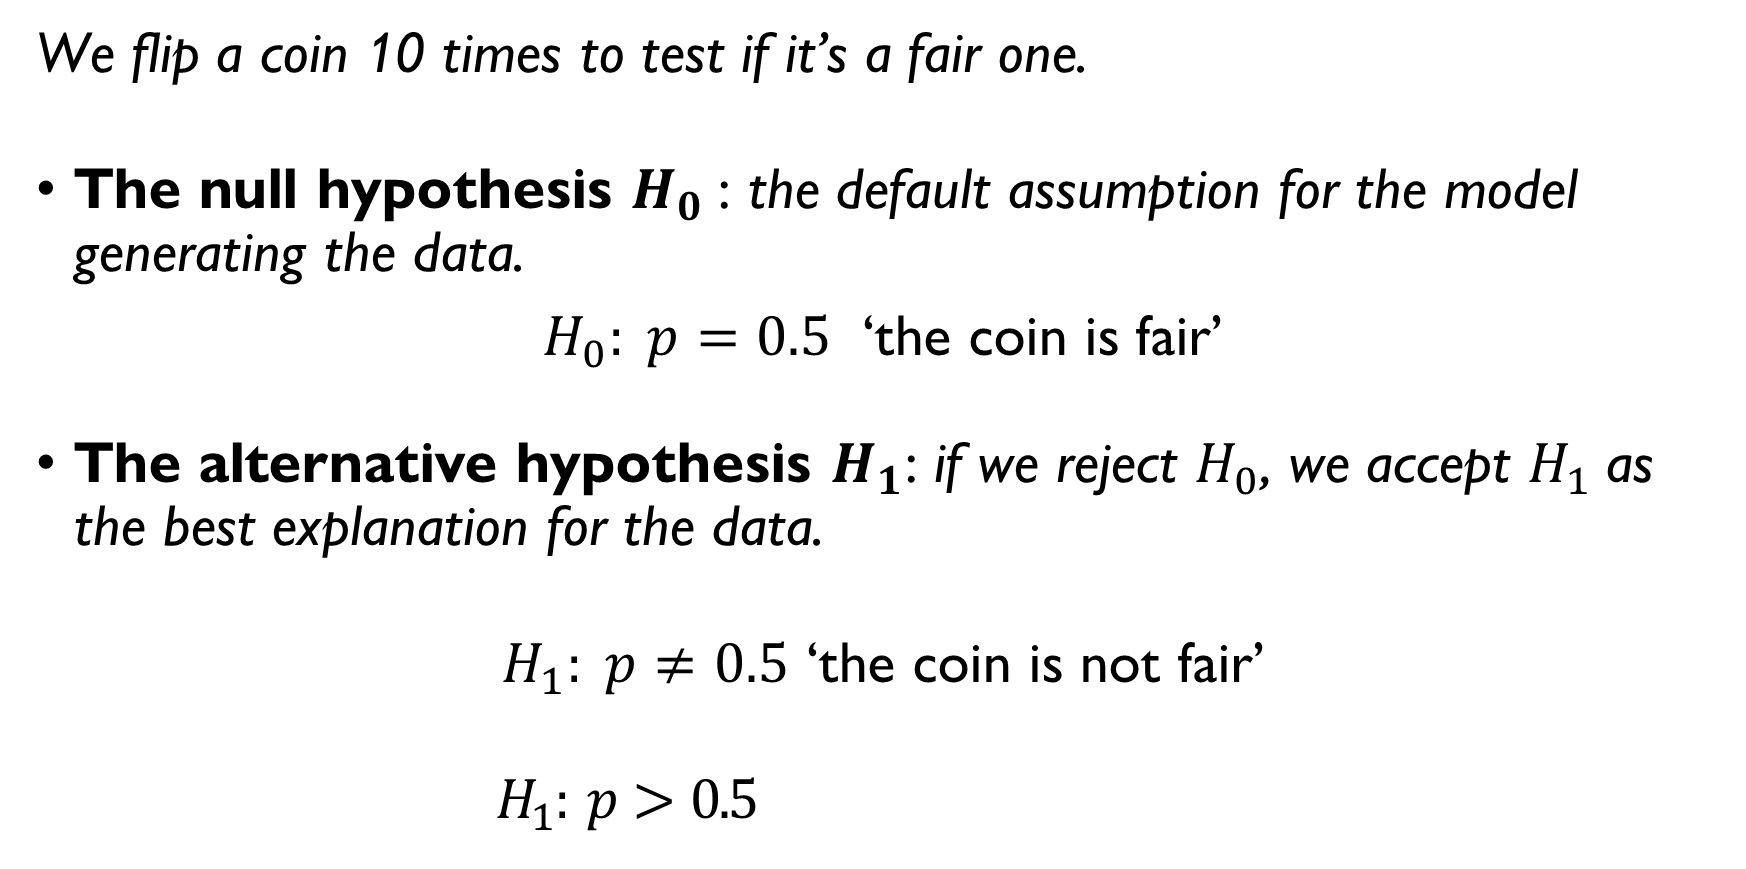 We flip a coin 10 times to test if it’s a fair one.
• The null hypothesis H₀ : the default assumption for the model
generating the data.
H₀: p = 0.5 ‘the coin is fair’
• The alternative hypothesis H₁: if we reject H₀, we accept H₁ as
the best explanation for the data.
H₁: p ≠ 0.5 ‘the coin is not fair’
H₁: p > 0.5